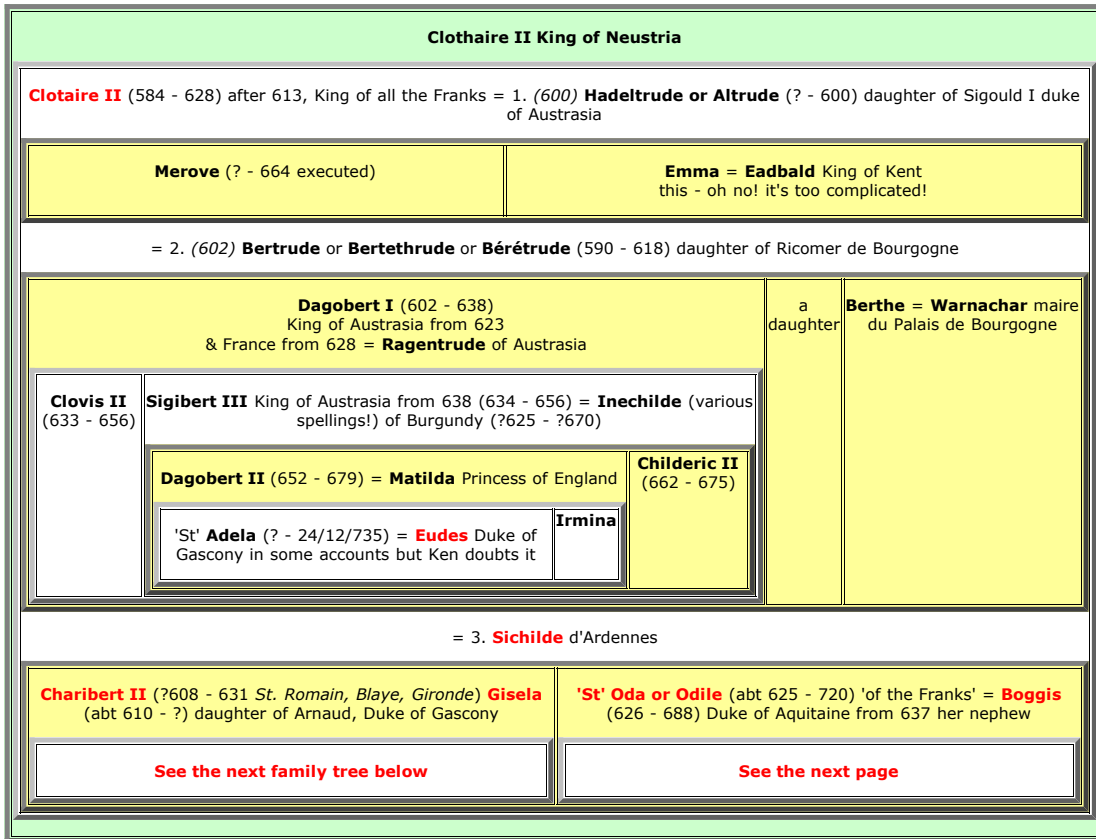 Clothaire II King of Neustria
Clotaire II (584 - 628) after 613, King of all the Franks = 1. (600) Hadeltrude or Altrude (? - 600) daughter of Sigould I duke
of Austrasia
Merove (? - 664 executed)
Emma = Eadbald King of Kent
this - oh no! it's too complicated!
= 2. (602) Bertrude or Bertethrude or Bérétrude (590 - 618) daughter of Ricomer de Bourgogne
Dagobert I (602 - 638)
King of Austrasia from 623
& France from 628 = Ragentrude of Austrasia
Clovis II
(633 - 656)
Sigibert III King of Austrasia from 638 (634 - 656) = Inechilde (various
spellings!) of Burgundy (?625 - ?670)
Dagobert II (652 - 679) = Matilda Princess of England
'St' Adela (? - 24/12/735) = Eudes Duke of
Gascony in some accounts but Ken doubts it
Irmina
Childeric II
(662 - 675)
a
daughter
Berthe = Warnachar maire
du Palais de Bourgogne
= 3. Sichilde d'Ardennes
Charibert II (?608 - 631 St. Romain, Blaye, Gironde) Gisela
(abt 610 - ?) daughter of Arnaud, Duke of Gascony
See the next family tree below
'St' Oda or Odile (abt 625 - 720) 'of the Franks' = Boggis
(626 - 688) Duke of Aquitaine from 637 her nephew
See the next page